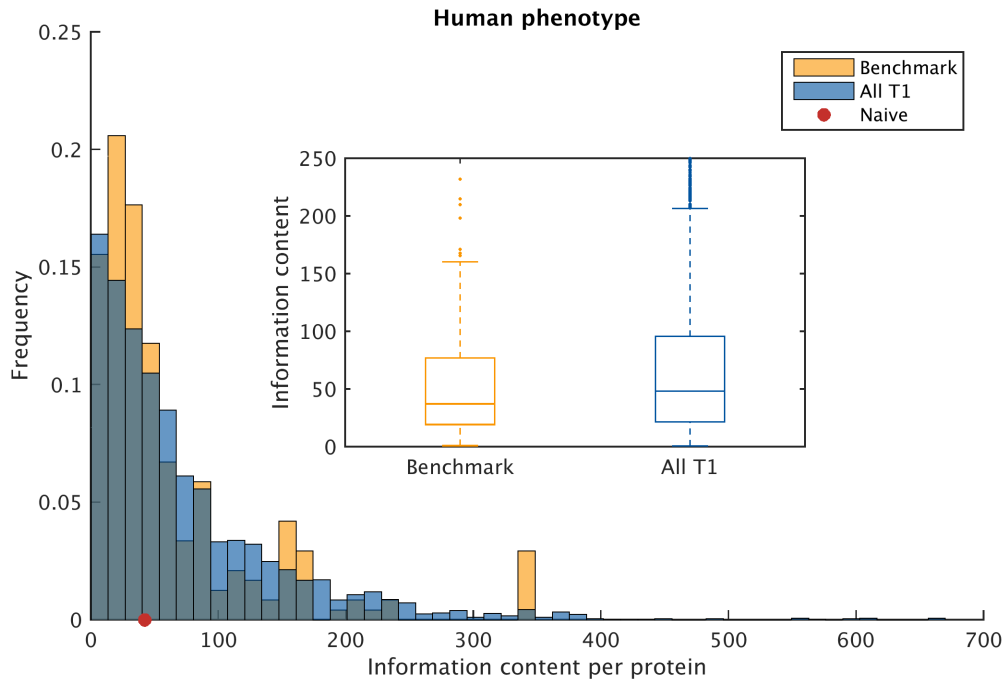 Human phenotype
Benchmark
All T1
Naive
Frequency
0.25
0.2
0.15
0.1
0.05
0
Information content
250
200
150
100
50
0
Benchmark All T1
0 100 200 300 400 500 600 700
Information content per protein